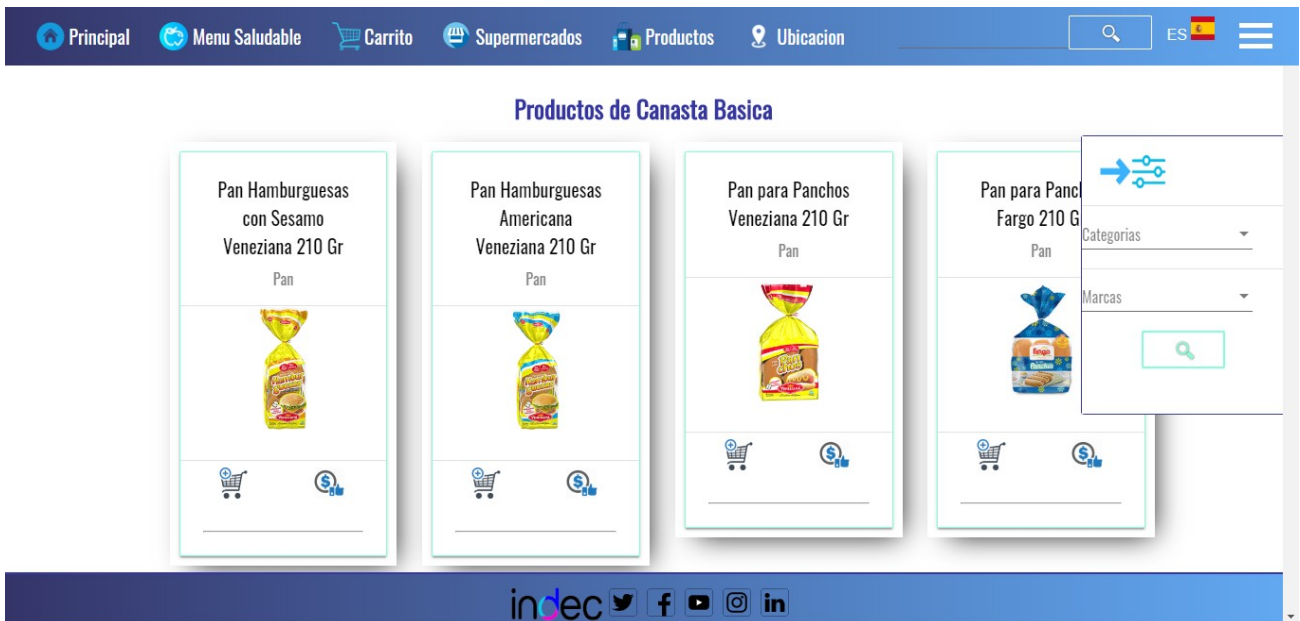 Principal Menu Saludable Carrito Supermercados Productos Ubicacion ES
Productos de Canasta Basica
Pan Hamburguesas
con Sesamo
Veneziana 210 Gr
Pan
Pan Hamburguesas
Americana
Veneziana 210 Gr
Pan
Pan para Panchos
Veneziana 210 Gr
Pan
Pan para Panc
Fargo 210 G
Pan
Categorias
Marcas
indec